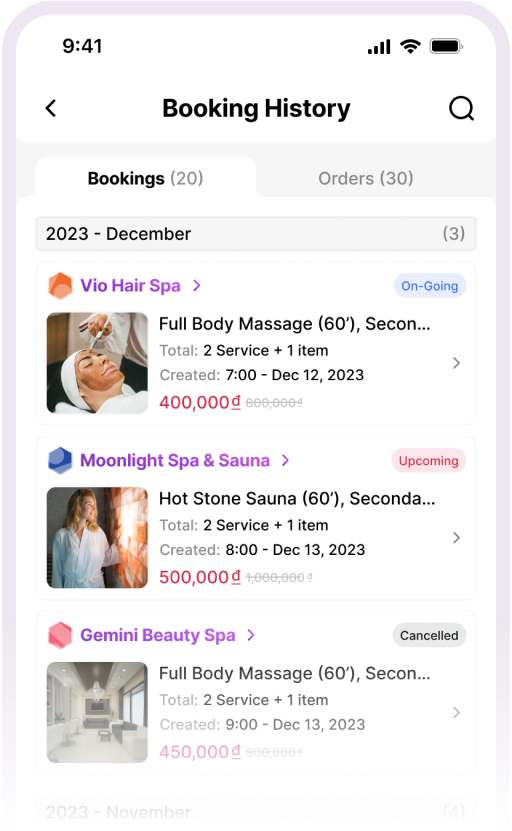 9:41
Booking History
Bookings (20)
Orders (30)
2023 - December (3)
Vio Hair Spa
On-Going
Full Body Massage (60’), Secon...
Total: 2 Service + 1 item
Created: 7:00 - Dec 12, 2023
400,000₫ 800,000₫
Moonlight Spa & Sauna
Upcoming
Hot Stone Sauna (60’), Seconda...
Total: 2 Service + 1 item
Created: 8:00 - Dec 13, 2023
500,000₫ 1,000,000 ₫
Gemini Beauty Spa
Cancelled
Full Body Massage (60’), Secon...
Total: 2 Service + 1 item
Created: 9:00 - Dec 13, 2023
450,000₫ 900,000₫
2023 - November (4)